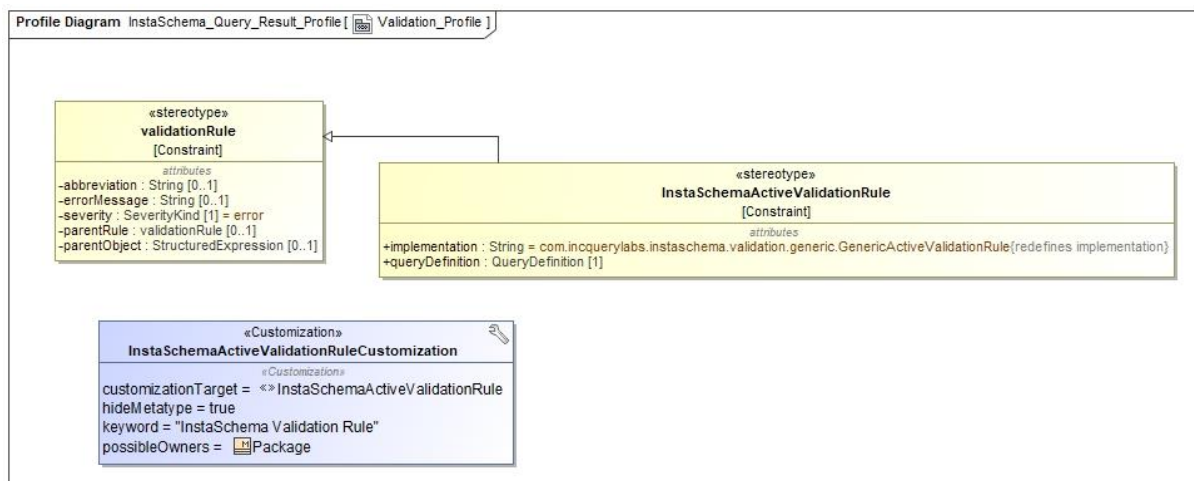 Profile Diagram InstaSchema_Query_Result_Profile [ Validation_Profile ]
«stereotype»
validationRule
[Constraint]
attributes
-abbreviation : String [0..1]
-errorMessage : String [0..1]
-severity : SeverityKind [1] = error
-parentRule : validationRule [0..1]
-parentObject : StructuredExpression [0..1]
«stereotype»
InstaSchemaActiveValidationRule
[Constraint]
attributes
+implementation : String = com.incquerylabs.instaschema.validation.generic.GenericActiveValidationRule{redefines implementation}
+queryDefinition : QueryDefinition [1]
«Customization»
InstaSchemaActiveValidationRuleCustomization
«Customization»
customizationTarget = «»InstaSchemaActiveValidationRule
hideMetatype = true
keyword = "InstaSchema Validation Rule"
possibleOwners = M Package